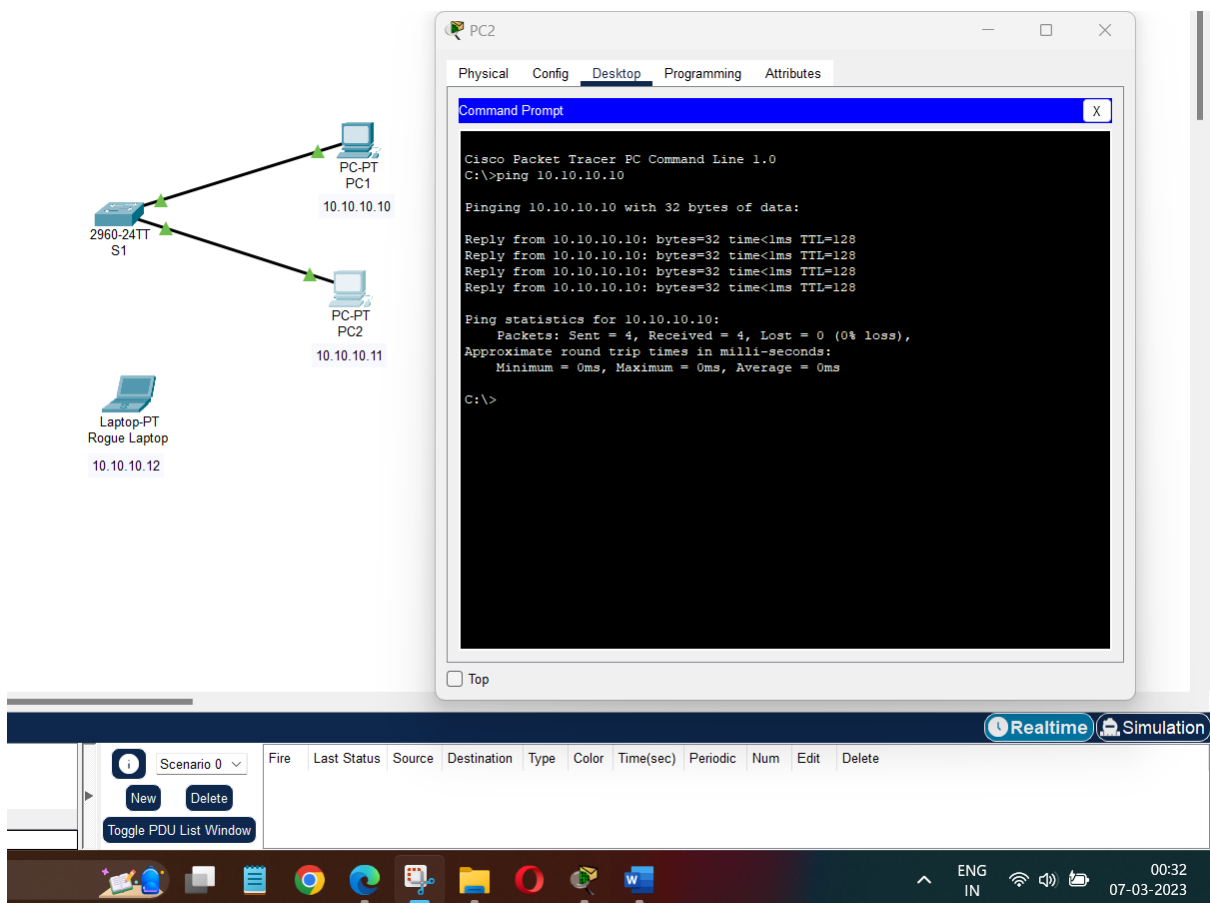 PC-PT
PC1
10.10.10.10
2960-24TT
S1
PC-PT
PC2
10.10.10.11
Laptop-PT
Rogue Laptop
10.10.10.12
PC2
Physical Config Desktop Programming Attributes
Command Prompt X
Cisco Packet Tracer PC Command Line 1.0
C:\>ping 10.10.10.10
Pinging 10.10.10.10 with 32 bytes of data:
Reply from 10.10.10.10: bytes=32 time<1ms TTL=128
Reply from 10.10.10.10: bytes=32 time<1ms TTL=128
Reply from 10.10.10.10: bytes=32 time<1ms TTL=128
Reply from 10.10.10.10: bytes=32 time<1ms TTL=128
Ping statistics for 10.10.10.10:
Packets: Sent = 4, Received = 4, Lost = 0 (0% loss),
Approximate round trip times in milli-seconds:
Minimum = 0ms, Maximum = 0ms, Average = 0ms
C:\>
Top
Realtime Simulation
Scenario 0
New Delete
Toggle PDU List Window
Fire Last Status Source Destination Type Color Time(sec) Periodic Num Edit Delete
ENG
IN
00:32
07-03-2023